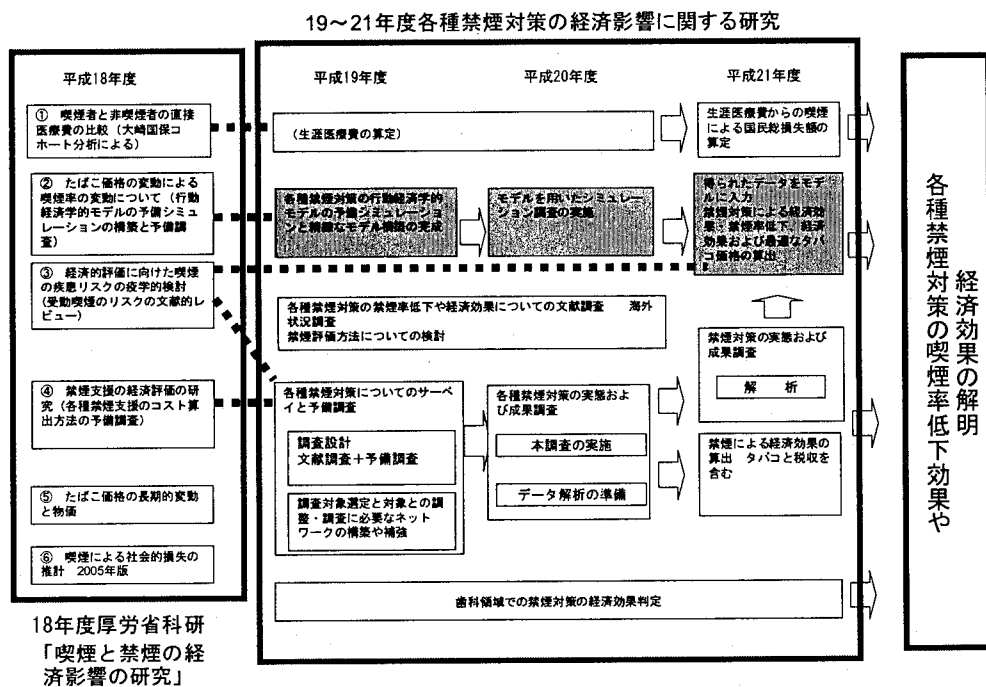 19～21年度各種禁煙対策の経済影響に関する研究
平成18年度
① 喫煙者と非喫煙者の直接
医療費の比較（大崎国保コ
ホート分析による）
② たばこ価格の変動による
喫煙率の変動について（行動
経済学的モデルの予備シミュ
レーションの構築と予備調
査）
③ 経済的評価に向けた喫煙
の疾患リスクの疫学的検討
（受動喫煙のリスクの文献的レ
ビュー）
④ 禁煙支援の経済評価の研
究（各種禁煙支援のコスト算
出方法の予備調査）
⑤ たばこ価格の長期的変動
と物価
⑥ 喫煙による社会的損失の
推計 2005年版
18年度厚労省科研
「喫煙と禁煙の経
済影響の研究」
平成19年度
平成20年度
平成21年度
（生涯医療費の算定）
生涯医療費からの喫煙
による国民総損失額の
算定
各種禁煙対策の行動経済学的
モデルの予備シミュレーショ
ンと精緻なモデル構築の完成
モデルを用いたシミュレー
ション調査の実施
得られたデータをモデ
ルに入力
禁煙対策による経済効
果・禁煙率低下、経済
効果および最適なタバ
コ価格の算出
各種禁煙対策の禁煙率低下や経済効果についての文献調査 海外
状況調査
禁煙評価方法についての検討
禁煙対策の実態および
成果調査
解 析
各種禁煙対策についてのサーベ
イと予備調査
調査設計
文献調査＋予備調査
調査対象選定と対象との調
整・調査に必要なネット
ワークの構築や補強
各種禁煙対策の実態およ
び成果調査
本調査の実施
データ解析の準備
禁煙による経済効果の
算出 タバコと税収を
含む
歯科領域での禁煙対策の経済効果判定
各種禁煙対策の喫煙率低下効果や
経済効果の解明